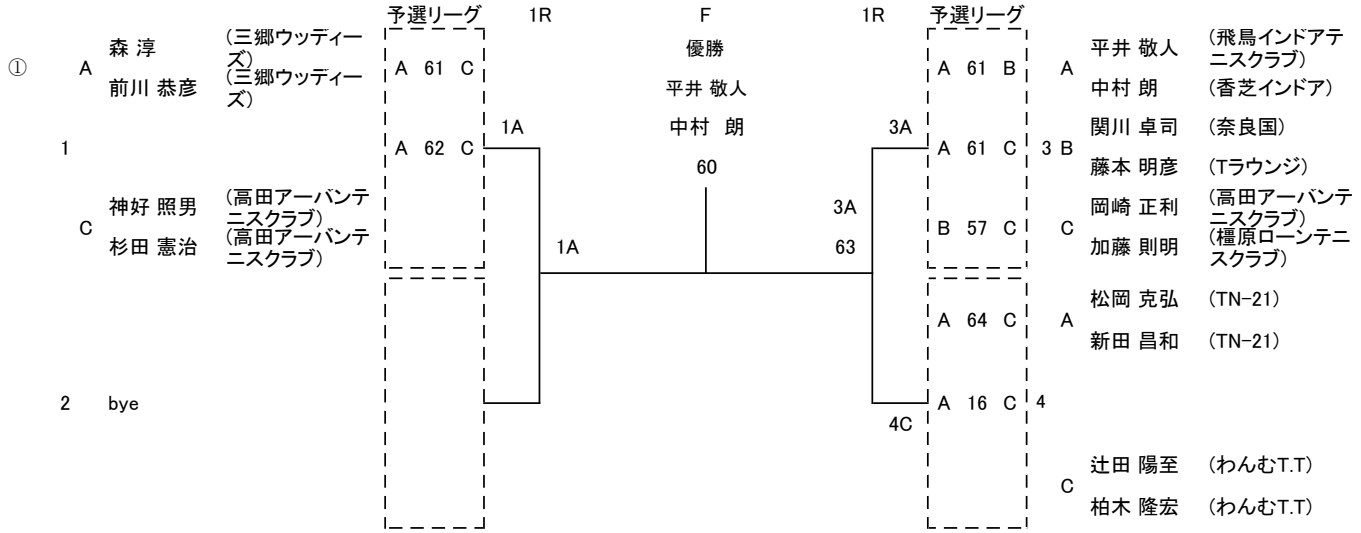 予選リーグ 1R F 1R 予選リーグ
① A 森 淳 (三郷ウッディーズ)
前川 恭彦 (三郷ウッディーズ)
1
C 神好 照男 (高田アーバンテニスクラブ)
杉田 憲治 (高田アーバンテニスクラブ)
2 bye
A 61 C
A 62 C
1A
1A
優勝
平井 敬人
中村 朗
60
3A
3A
63
4C
A 61 B
A 61 C
B 57 C
A 64 C
A 16 C
A 平井 敬人 (飛鳥インドアテニスクラブ)
中村 朗 (香芝インドア)
3 B 関川 卓司 (奈良国)
藤本 明彦 (Tラウンジ)
C 岡崎 正利 (高田アーバンテニスクラブ)
加藤 則明 (橿原ローンテニスクラブ)
A 松岡 克弘 (TN-21)
新田 昌和 (TN-21)
4
C 辻田 陽至 (わんむT.T)
柏木 隆宏 (わんむT.T)